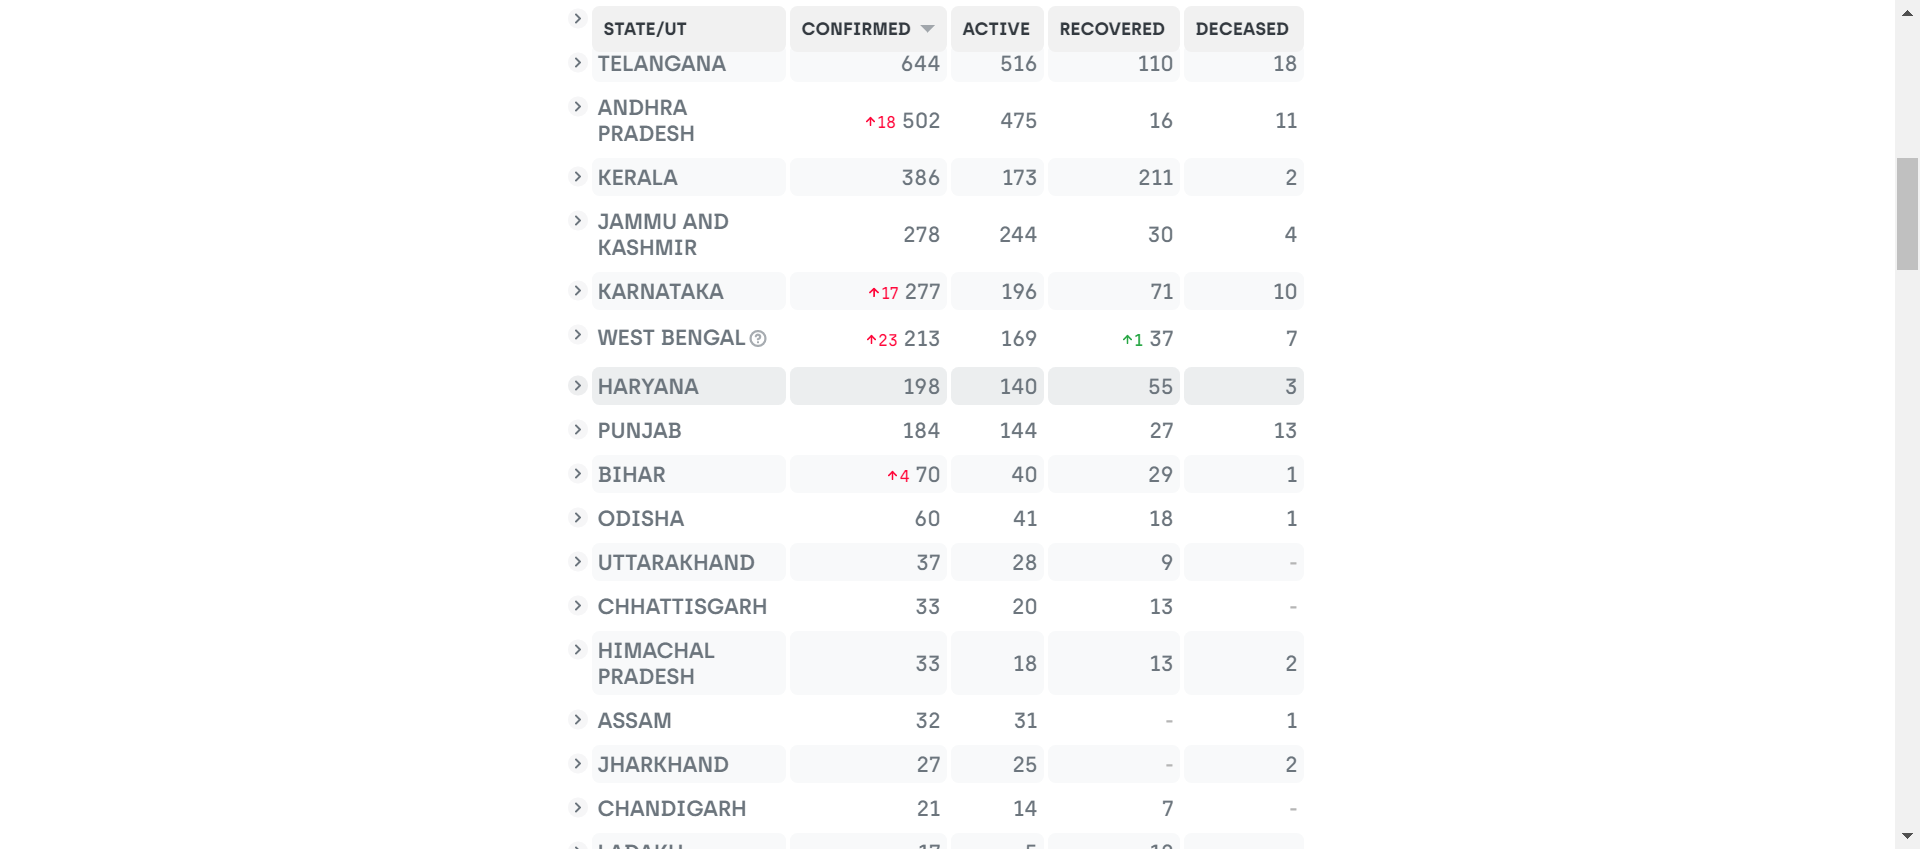 STATE/UT CONFIRMED ACTIVE RECOVERED DECEASED
TELANGANA 644 516 110 18
ANDHRA
PRADESH ↑18 502 475 16 11
KERALA 386 173 211 2
JAMMU AND
KASHMIR 278 244 30 4
KARNATAKA ↑17 277 196 71 10
WEST BENGAL ? ↑23 213 169 ↑1 37 7
HARYANA 198 140 55 3
PUNJAB 184 144 27 13
BIHAR ↑4 70 40 29 1
ODISHA 60 41 18 1
UTTARAKHAND 37 28 9 -
CHHATTISGARH 33 20 13 -
HIMACHAL
PRADESH 33 18 13 2
ASSAM 32 31 - 1
JHARKHAND 27 25 - 2
CHANDIGARH 21 14 7 -